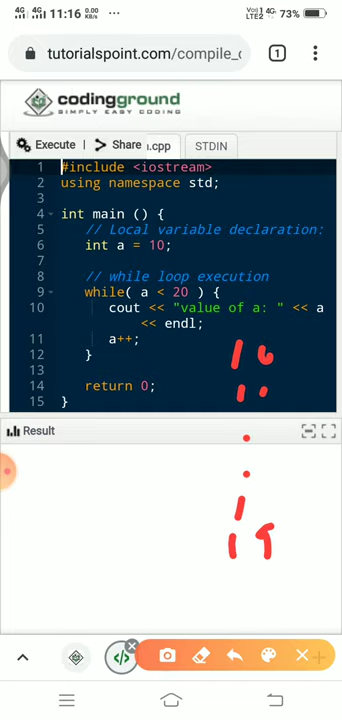 4G 4G 11:16 0.00 KB/s ... Vo)) 1 LTE2 4G 73%
tutorialspoint.com/compile_c 1
codingground
SIMPLY EASY CODING
Execute | > Share ı.cpp STDIN
1 #include <iostream>
2 using namespace std;
3
4 int main () {
5 // Local variable declaration:
6 int a = 10;
7
8 // while loop execution
9 while( a < 20 ) {
10 cout << "value of a: " << a
<< endl;
11 a++;
12 }
13
14 return 0;
15 }
Result